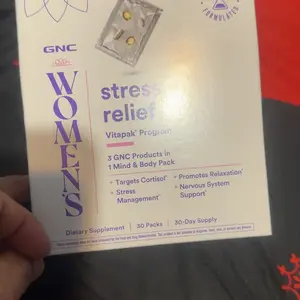 FORMULATED
GNC
WOMEN'S
stress
relief
Vitapak® Program
3 GNC Products in
1 Mind & Body Pack
• Targets Cortisol^
• Stress
Management^
• Promotes Relaxation^
• Nervous System
Support^
Dietary Supplement | 30 Packs | 30-Day Supply